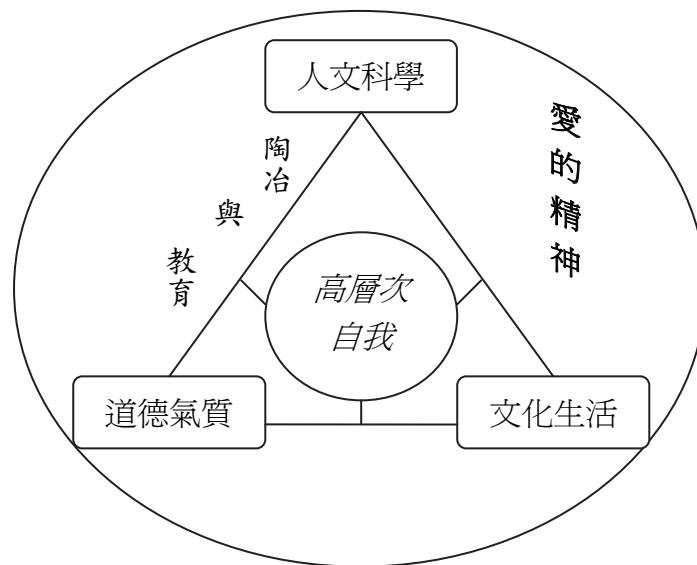 人文科學
愛的精神
陶冶
與
教育
高層次
自我
道德氣質
文化生活